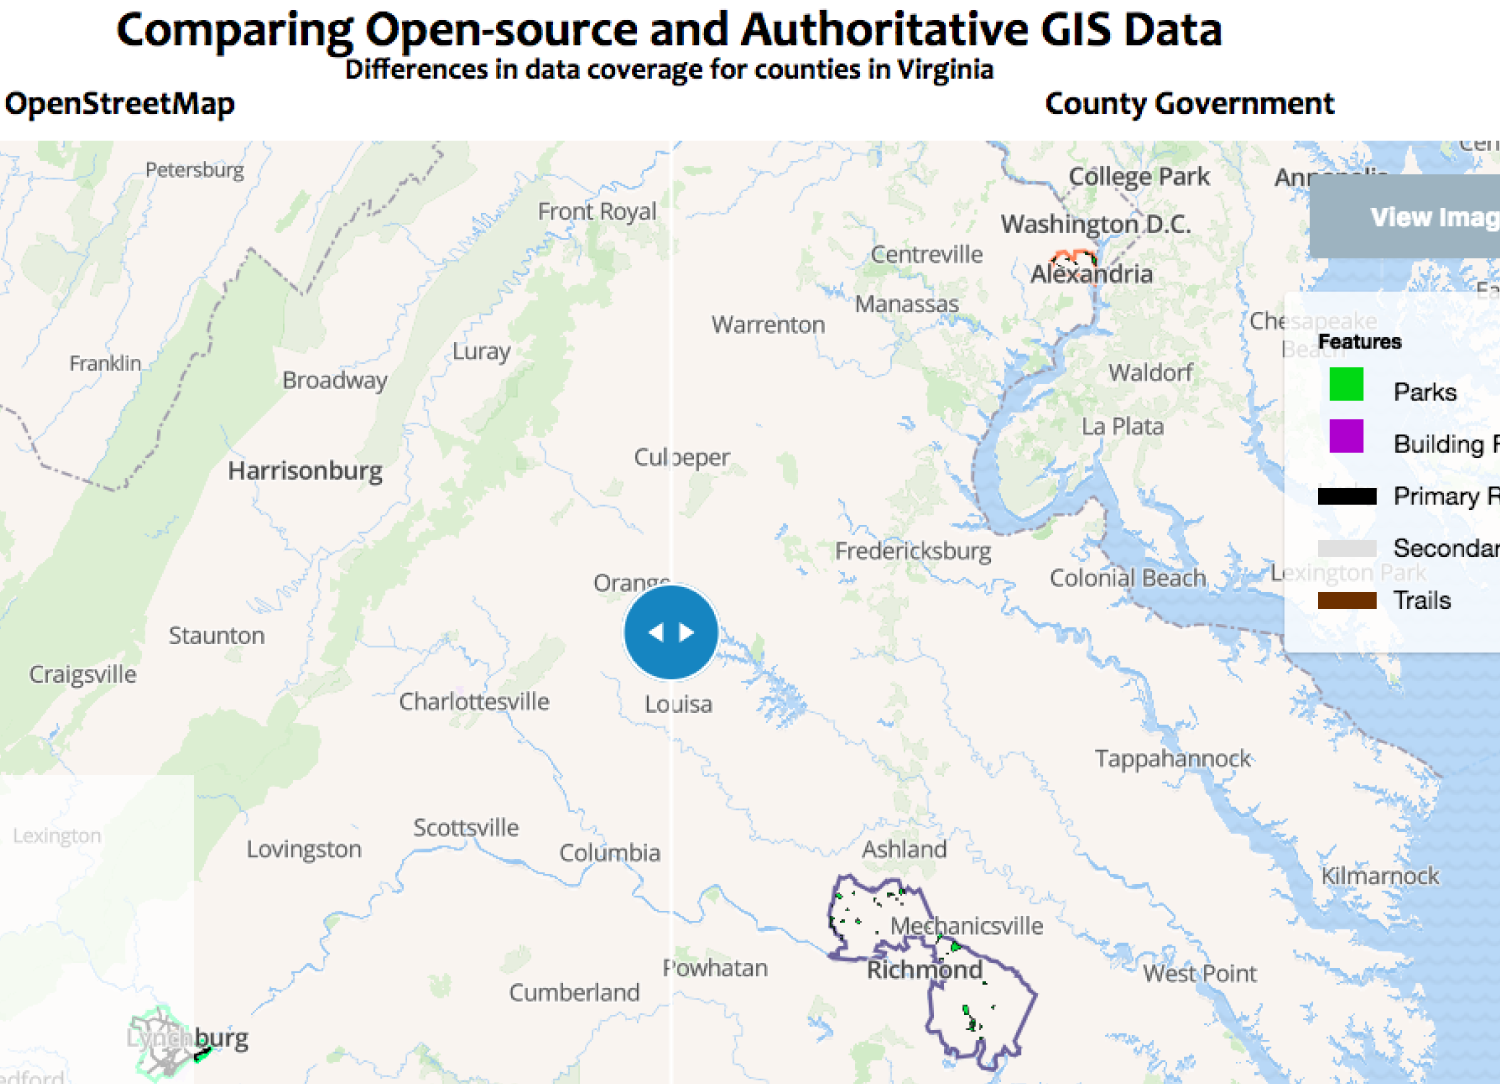 Comparing Open-source and Authoritative GIS Data
Differences in data coverage for counties in Virginia
OpenStreetMap
County Government
Petersburg
College Park
Front Royal
Washington D.C.
View Imag
Centreville
Alexandria
Manassas
Warrenton
Chesapeake
Beach
Features
Luray
Franklin
Broadway
Waldorf
Parks
La Plata
Building
Culpeper
Harrisonburg
Primary R
Fredericksburg
Secondar
Colonial Beach
Lexington Park
Orange
Trails
Staunton
Craigsville
Charlottesville
Louisa
Tappahannock
Lexington
Scottsville
Lovingston
Columbia
Ashland
Kilmarnock
Mechanicsville
Powhatan
Richmond
West Point
Cumberland
Lynchburg
edford